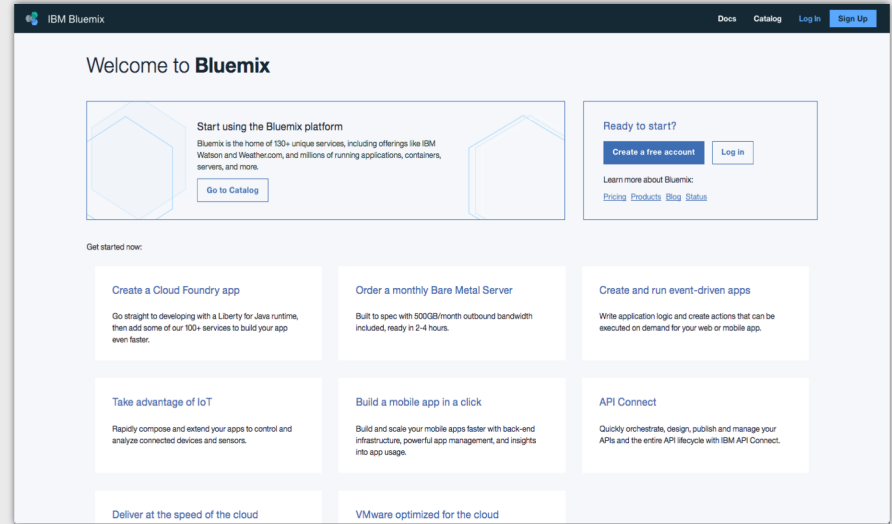 IBM Bluemix
Docs Catalog Log In Sign Up
Welcome to Bluemix
Start using the Bluemix platform
Bluemix is the home of 130+ unique services, including offerings like IBM
Watson and Weather.com, and millions of running applications, containers,
servers, and more.
Go to Catalog
Ready to start?
Create a free account Log in
Learn more about Bluemix:
Pricing Products Blog Status
Get started now:
Create a Cloud Foundry app
Go straight to developing with a Liberty for Java runtime,
then add some of our 100+ services to build your app
even faster.
Order a monthly Bare Metal Server
Built to spec with 500GB/month outbound bandwidth
included, ready in 2-4 hours.
Create and run event-driven apps
Write application logic and create actions that can be
executed on demand for your web or mobile app.
Take advantage of IoT
Rapidly compose and extend your apps to control and
analyze connected devices and sensors.
Build a mobile app in a click
Build and scale your mobile apps faster with back-end
infrastructure, powerful app management, and insights
into app usage.
API Connect
Quickly orchestrate, design, publish and manage your
APIs and the entire API lifecycle with IBM API Connect.
Deliver at the speed of the cloud
VMware optimized for the cloud